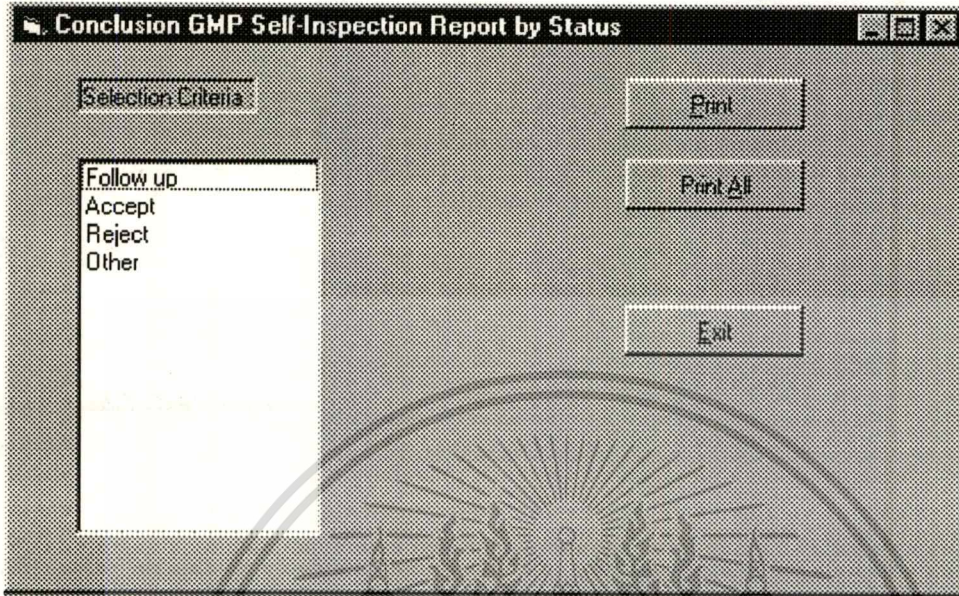 Conclusion GMP Self-Inspection Report by Status
Selection Criteria
Print
Follow up
Accept
Reject
Other
Print All
Exit